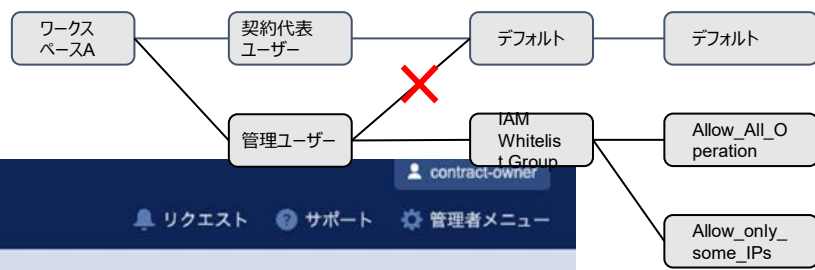 ワークス
ペースA
契約代表
ユーザー
デフォルト
デフォルト
管理ユーザー
IAM
Whitelis
t Group
Allow_All_O
peration
contract-owner
リクエスト
サポート
管理者メニュー
Allow_only_
some_IPs